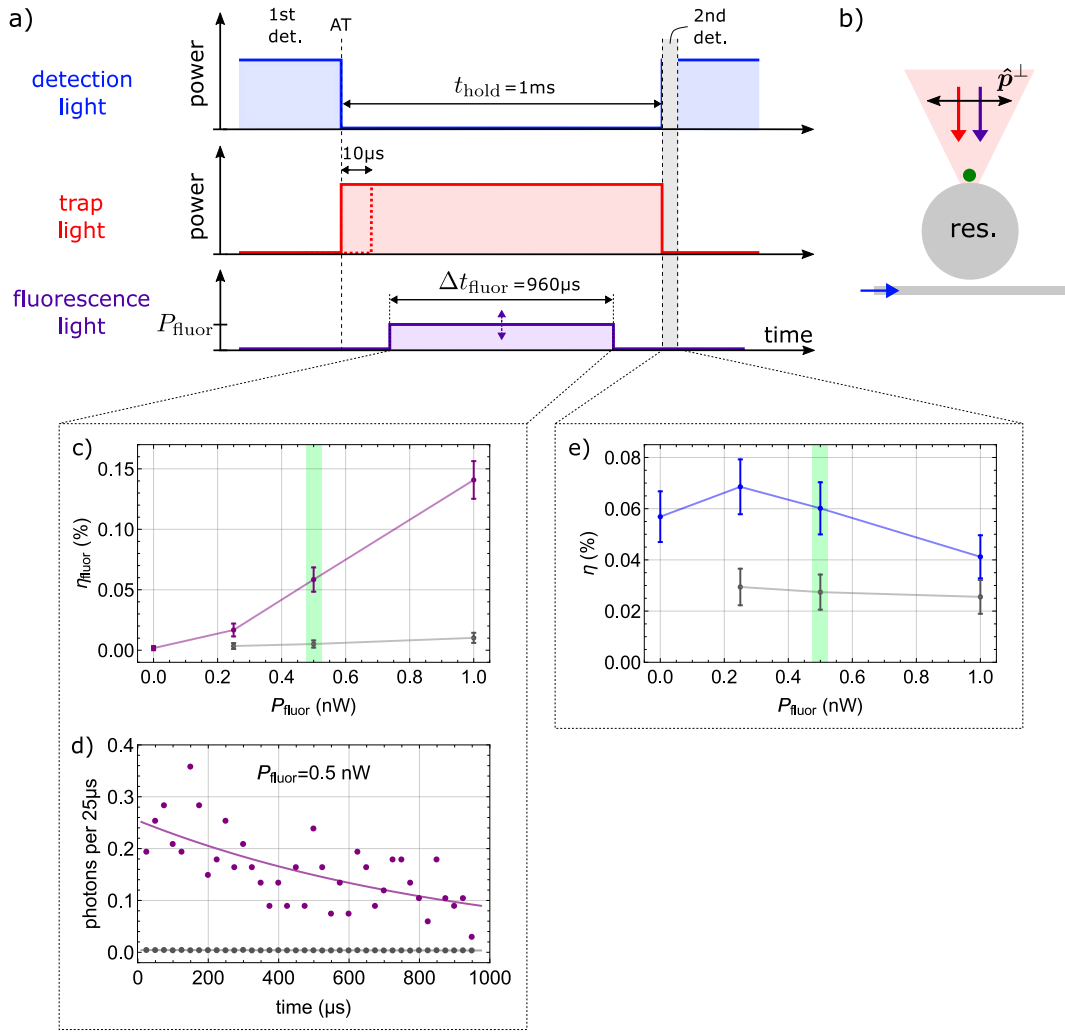 a)
1st
det.
AT
2nd
det.
b)
detection
light
power
t_hold =1ms
p̂⊥
10µs
trap
light
power
res.
fluorescence
light
Δt_fluor =960µs
P_fluor
time
c)
0.15
0.10
0.05
0.00
η_fluor (%)
0.0 0.2 0.4 0.6 0.8 1.0
P_fluor (nW)
e)
0.08
0.06
0.04
0.02
0.00
η (%)
0.0 0.2 0.4 0.6 0.8 1.0
P_fluor (nW)
d)
P_fluor=0.5 nW
0.4
0.3
0.2
0.1
0.0
photons per 25µs
0 200 400 600 800 1000
time (µs)